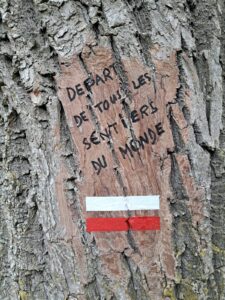 DEPART
DE TOUS LES
SENTIERS
DU MONDE